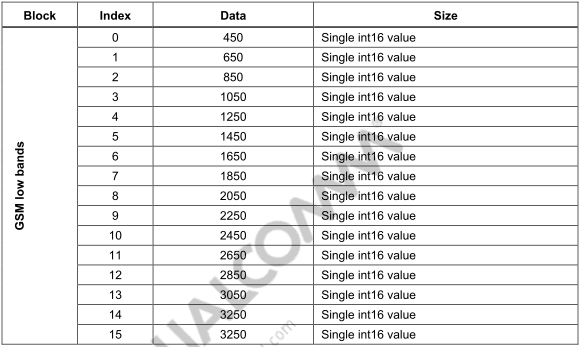 Block Index Data Size
GSM low bands
0 450 Single int16 value
1 650 Single int16 value
2 850 Single int16 value
3 1050 Single int16 value
4 1250 Single int16 value
5 1450 Single int16 value
6 1650 Single int16 value
7 1850 Single int16 value
8 2050 Single int16 value
9 2250 Single int16 value
10 2450 Single int16 value
11 2650 Single int16 value
12 2850 Single int16 value
13 3050 Single int16 value
14 3250 Single int16 value
15 3250 Single int16 value